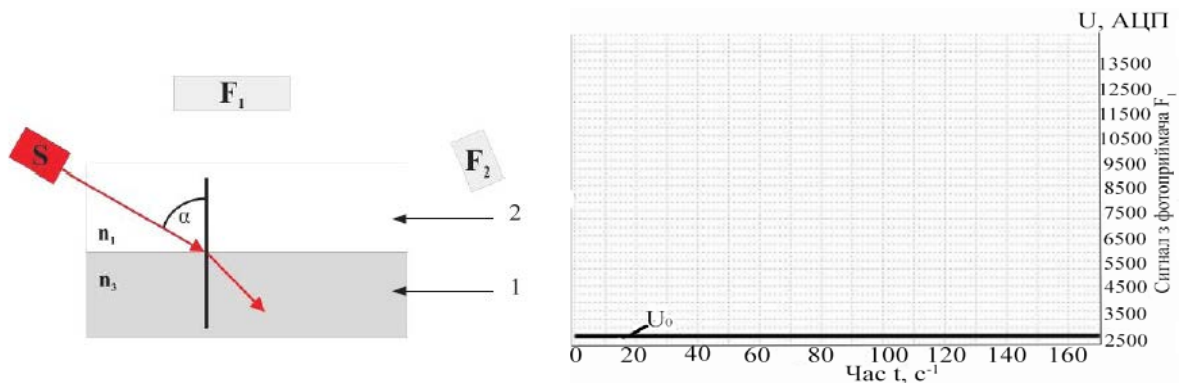 F₁
S
F₂
α
2
n₁
n₃
1
U, АЦП
13500
12500
11500
10500
9500
8500
7500
6500
5500
4500
3500
2500
Сигнал з фотоприймача F₁
U₀
0 20 40 60 80 100 120 140 160
Час t, с⁻¹